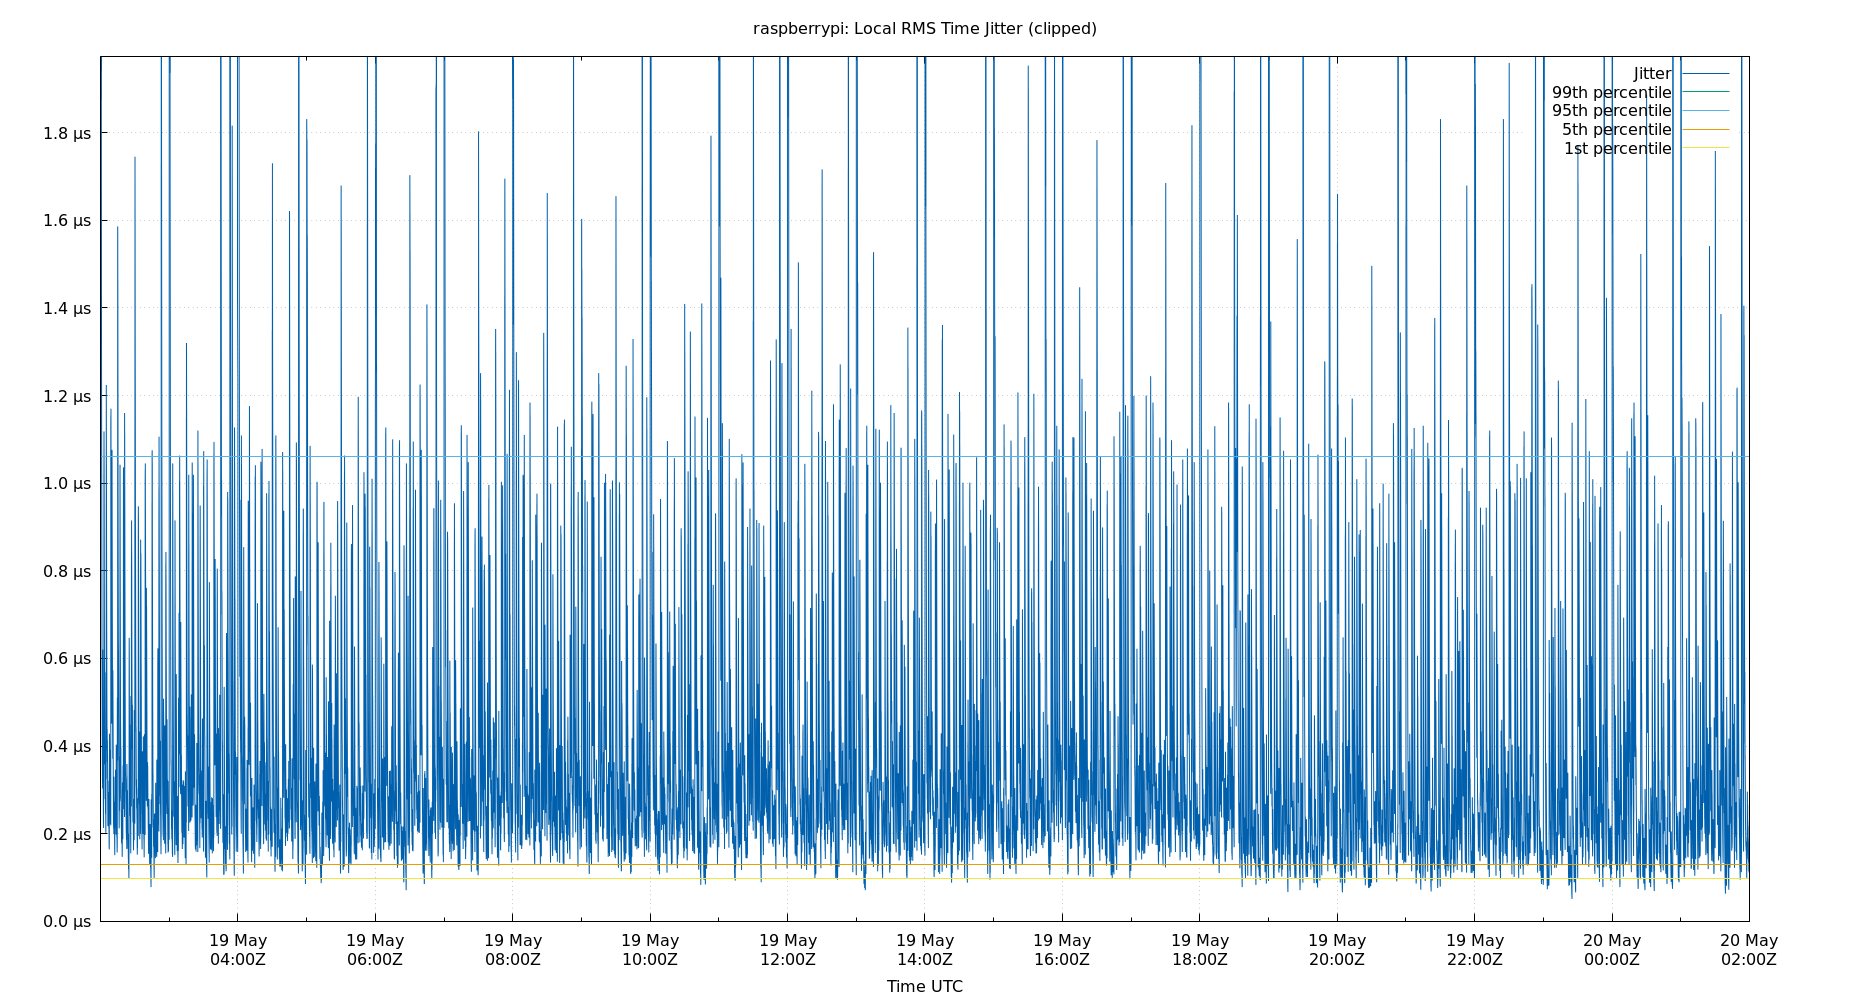 raspberrypi: Local RMS Time Jitter (clipped)
Jitter
99th percentile
95th percentile
5th percentile
1st percentile
1.8 µs
1.6 µs
1.4 µs
1.2 µs
1.0 µs
0.8 µs
0.6 µs
0.4 µs
0.2 µs
0.0 µs
19 May 19 May 19 May 19 May 19 May 19 May 19 May 19 May 19 May 19 May 20 May 20 May
04:00Z 06:00Z 08:00Z 10:00Z 12:00Z 14:00Z 16:00Z 18:00Z 20:00Z 22:00Z 00:00Z 02:00Z
Time UTC